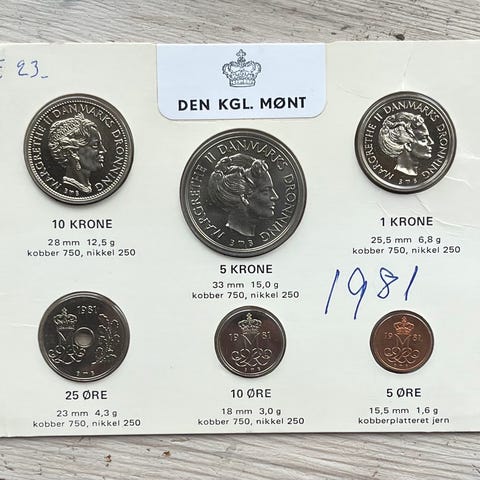 E 23_
DEN KGL. MØNT
MARGRETHE II DANMARKS DRONNING
10 KRONE
28 mm 12,5 g
kobber 750, nikkel 250
MARGRETHE II DANMARKS DRONNING
5 KRONE
33 mm 15,0 g
kobber 750, nikkel 250
MARGRETHE II DANMARKS DRONNING
1 KRONE
25,5 mm 6,8 g
kobber 750, nikkel 250
1981
1981
25 ØRE
23 mm 4,3 g
kobber 750, nikkel 250
19 81
10 ØRE
18 mm 3,0 g
kobber 750, nikkel 250
19 81
5 ØRE
15,5 mm 1,6 g
kobberplatteret jern